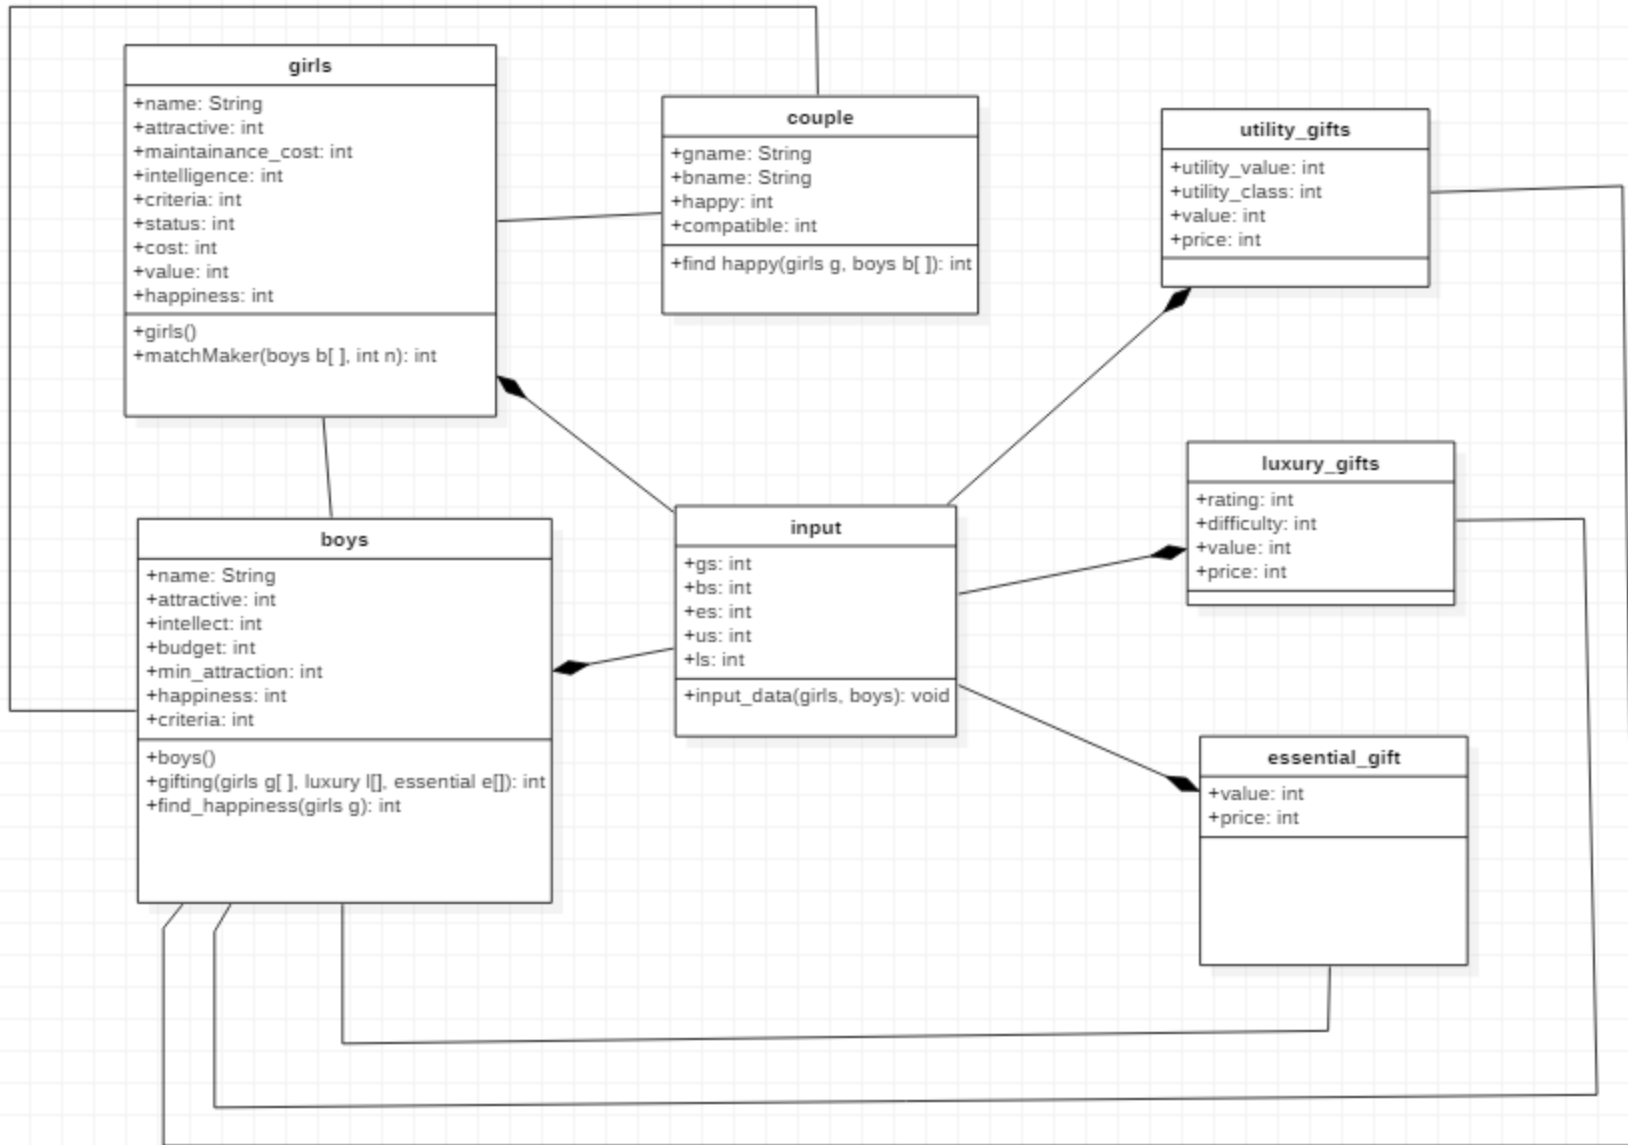 girls
+name: String
+attractive: int
+maintainance_cost: int
+intelligence: int
+criteria: int
+status: int
+cost: int
+value: int
+happiness: int
+girls()
+matchMaker(boys b[ ], int n): int
couple
+gname: String
+bname: String
+happy: int
+compatible: int
+find happy(girls g, boys b[ ]): int
utility_gifts
+utility_value: int
+utility_class: int
+value: int
+price: int
luxury_gifts
+rating: int
+difficulty: int
+value: int
+price: int
boys
+name: String
+attractive: int
+intellect: int
+budget: int
+min_attraction: int
+happiness: int
+criteria: int
+boys()
+gifting(girls g[ ], luxury l[], essential e[]): int
+find_happiness(girls g): int
input
+gs: int
+bs: int
+es: int
+us: int
+ls: int
+input_data(girls, boys): void
essential_gift
+value: int
+price: int